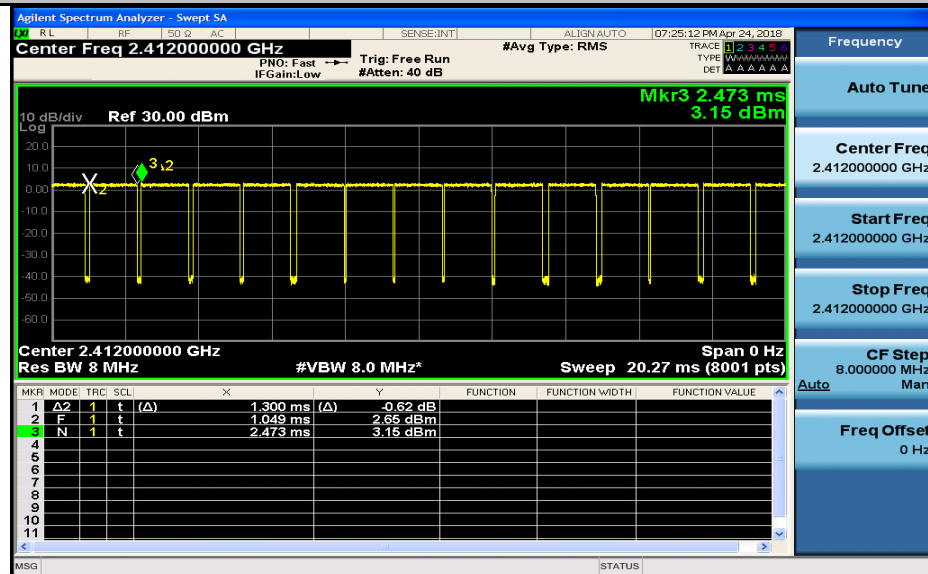 Agilent Spectrum Analyzer - Swept SA
LXI RL RF 50 Ω AC SENSE:INT ALIGN AUTO 07:25:12 PM Apr 24, 2018
Center Freq 2.412000000 GHz #Avg Type: RMS TRACE 1 2 3 4 5 6
PNO: Fast Trig: Free Run TYPE
IFGain:Low #Atten: 40 dB DET A A A A A A
Mkr3 2.473 ms
10 dB/div Ref 30.00 dBm 3.15 dBm
Log
20.0
10.0
0.00
-10.0
-20.0
-30.0
-40.0
-50.0
-60.0
3
2
X2
Center 2.412000000 GHz Span 0 Hz
Res BW 8 MHz #VBW 8.0 MHz* Sweep 20.27 ms (8001 pts)
MKR MODE TRC SCL X Y FUNCTION FUNCTION WIDTH FUNCTION VALUE
1 Δ2 1 t (Δ) 1.300 ms (Δ) -0.62 dB
2 F 1 t 1.049 ms 2.65 dBm
3 N 1 t 2.473 ms 3.15 dBm
4
5
6
7
8
9
10
11
MSG STATUS
Frequency
Auto Tune
Center Freq
2.412000000 GHz
Start Freq
2.412000000 GHz
Stop Freq
2.412000000 GHz
CF Step
8.000000 MHz
Auto Man
Freq Offset
0 Hz